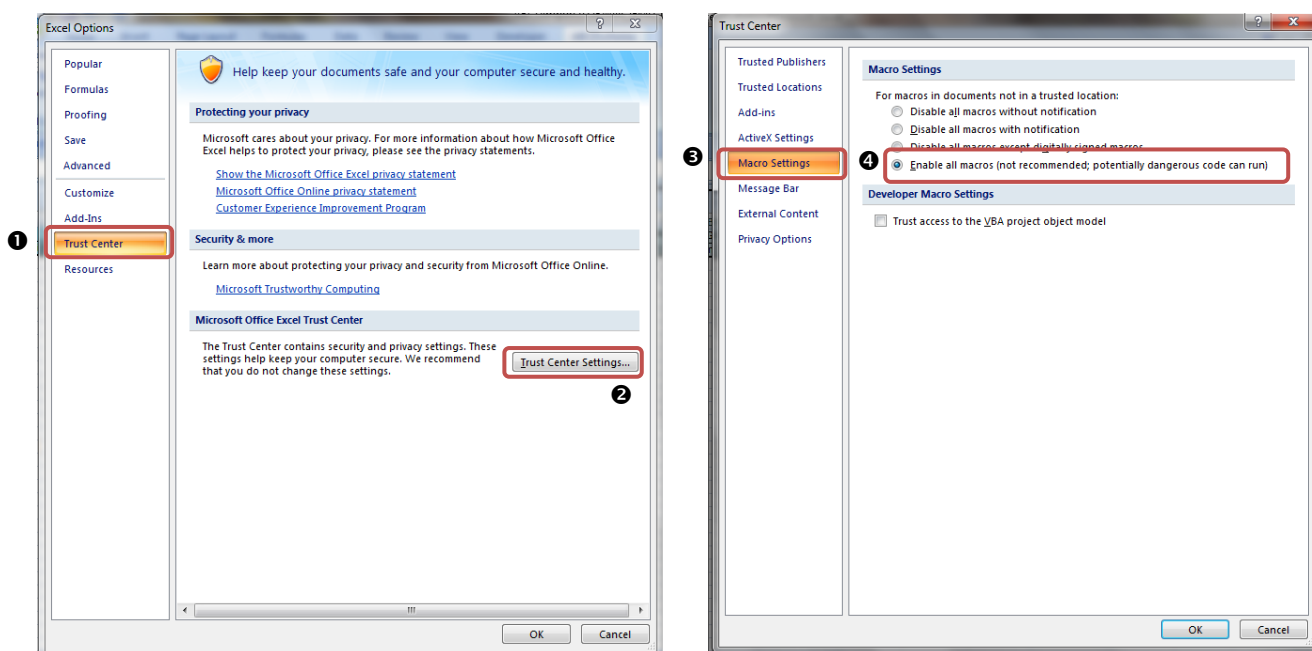 Excel Options
Popular
Formulas
Proofing
Save
Advanced
Customize
Add-Ins
❶
Trust Center
Resources
Help keep your documents safe and your computer secure and healthy.
Protecting your privacy
Microsoft cares about your privacy. For more information about how Microsoft Office
Excel helps to protect your privacy, please see the privacy statements.
Show the Microsoft Office Excel privacy statement
Microsoft Office Online privacy statement
Customer Experience Improvement Program
Security & more
Learn more about protecting your privacy and security from Microsoft Office Online.
Microsoft Trustworthy Computing
Microsoft Office Excel Trust Center
The Trust Center contains security and privacy settings. These
settings help keep your computer secure. We recommend
that you do not change these settings.
Trust Center Settings...
❷
OK
Cancel
Trust Center
Trusted Publishers
Trusted Locations
Add-ins
ActiveX Settings
❸
Macro Settings
Message Bar
External Content
Privacy Options
Macro Settings
For macros in documents not in a trusted location:
Disable all macros without notification
Disable all macros with notification
Disable all macros except digitally signed macros
❹
Enable all macros (not recommended; potentially dangerous code can run)
Developer Macro Settings
Trust access to the VBA project object model
OK
Cancel